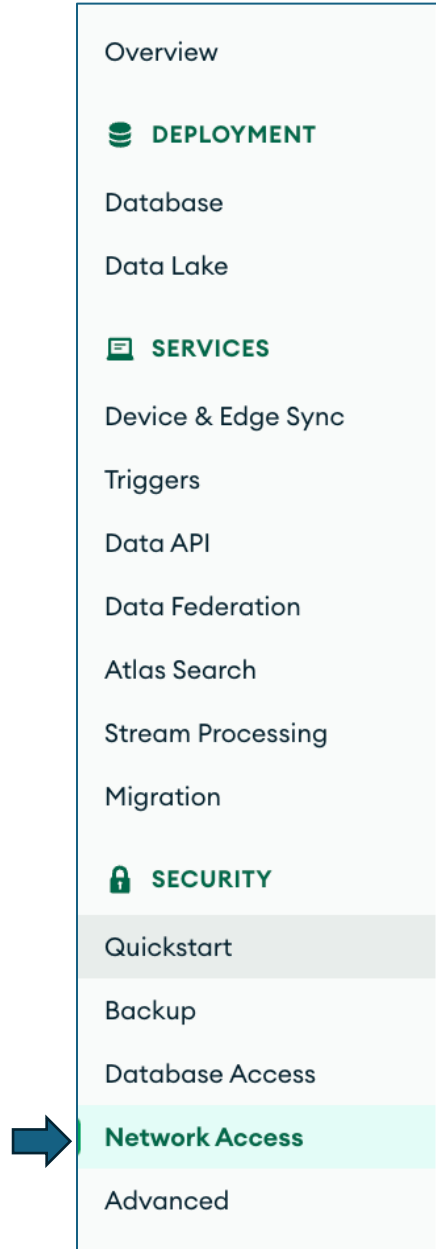 Overview
DEPLOYMENT
Database
Data Lake
SERVICES
Device & Edge Sync
Triggers
Data API
Data Federation
Atlas Search
Stream Processing
Migration
SECURITY
Quickstart
Backup
Database Access
Network Access
Advanced